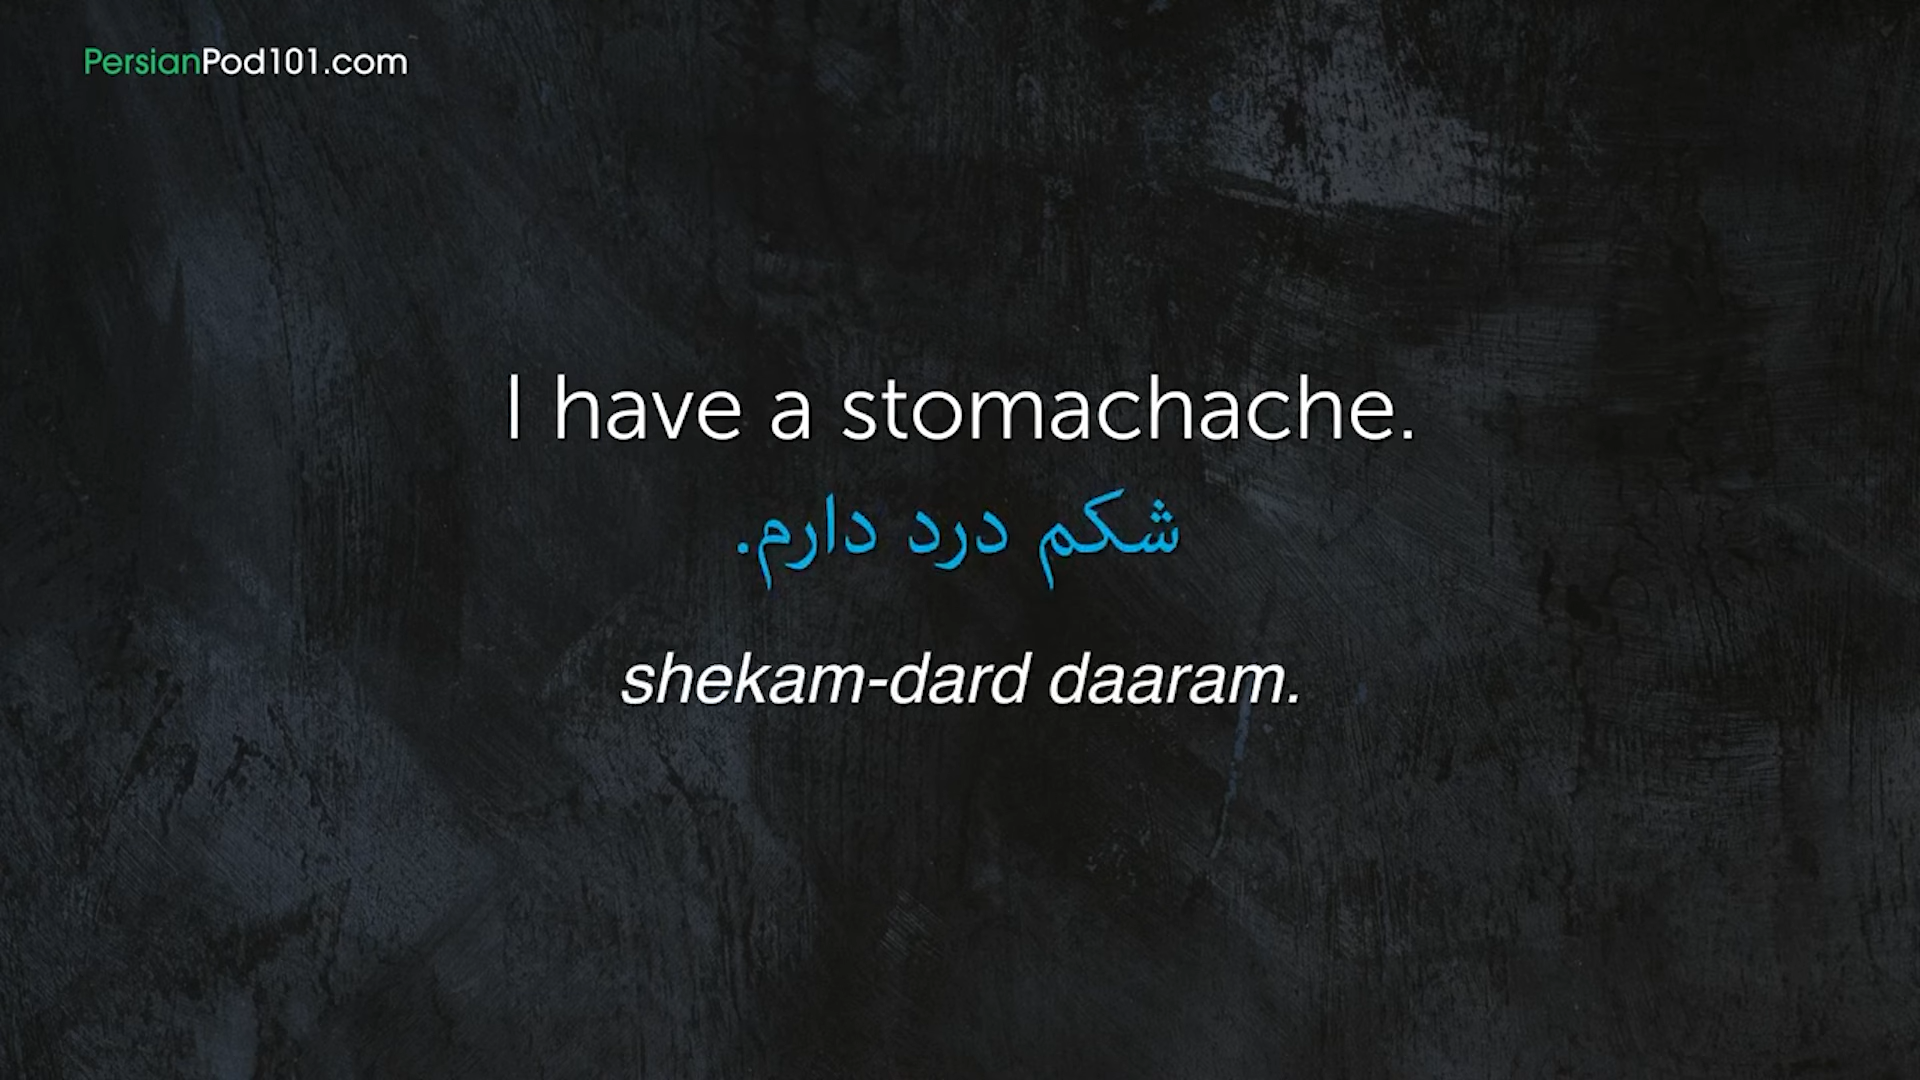 PersianPod101.com
I have a stomachache.
شکم درد دارم.
shekam-dard daaram.